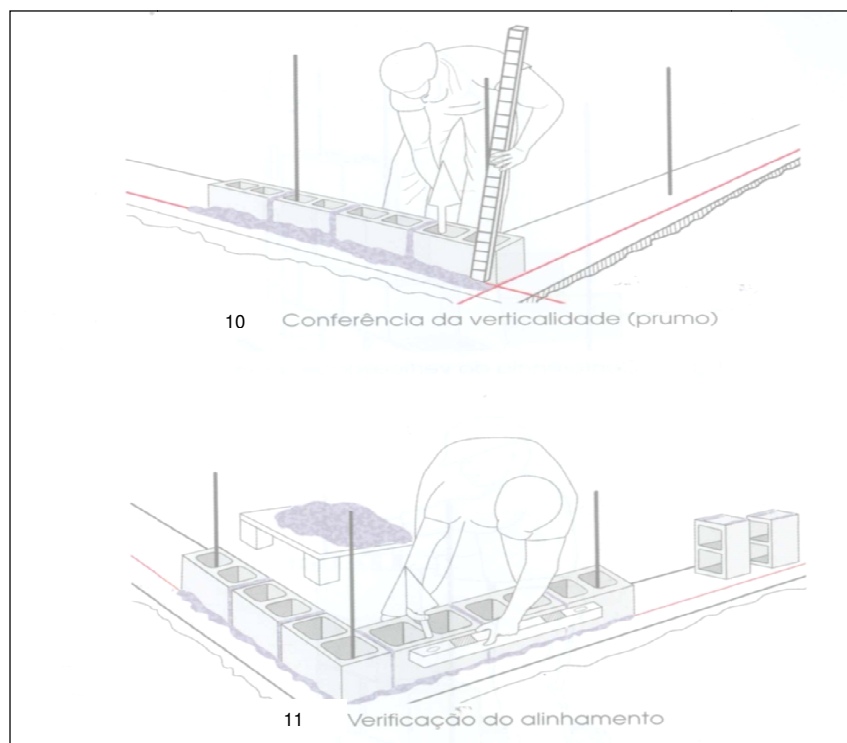 10 Conferência da verticalidade (prumo)
11 Verificação do alinhamento